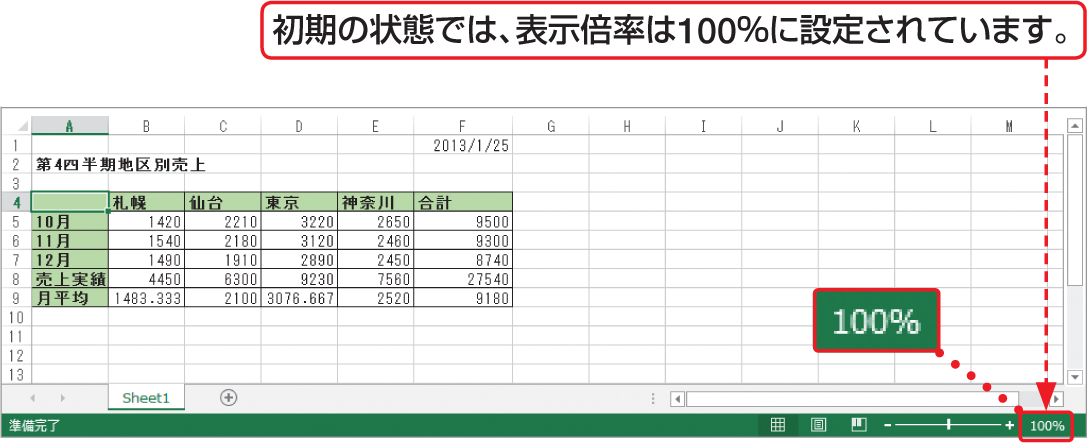 初期の状態では、表示倍率は100%に設定されています。
A B C D E F G H I J K L M
1 2013/1/25
2 第4四半期地区別売上
3
4 札幌 仙台 東京 神奈川 合計
5 10月 1420 2210 3220 2650 9500
6 11月 1540 2180 3120 2460 9300
7 12月 1490 1910 2890 2450 8740
8 売上実績 4450 6300 9230 7560 27540
9 月平均 1483.333 2100 3076.667 2520 9180
10
11
12
13
100%
Sheet1
準備完了 100%